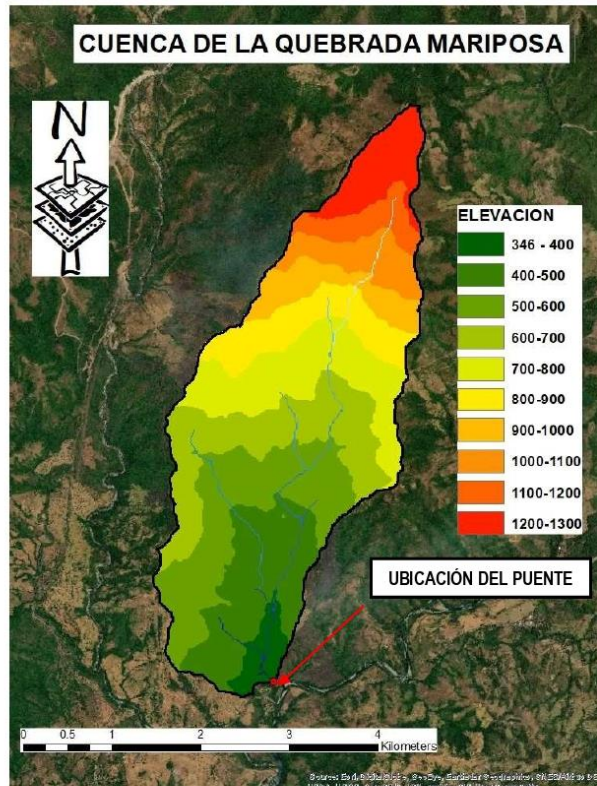 CUENCA DE LA QUEBRADA MARIPOSA
N
ELEVACION
346 - 400
400-500
500-600
600-700
700-800
800-900
900-1000
1000-1100
1100-1200
1200-1300
UBICACIÓN DEL PUENTE
0 0.5 1 2 3 4
Kilometers